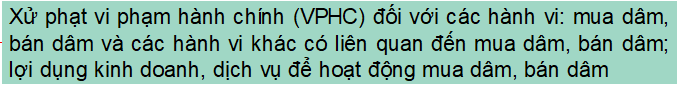 Xử phạt vi phạm hành chính (VPHC) đối với các hành vi: mua dâm,
bán dâm và các hành vi khác có liên quan đến mua dâm, bán dâm;
lợi dụng kinh doanh, dịch vụ để hoạt động mua dâm, bán dâm